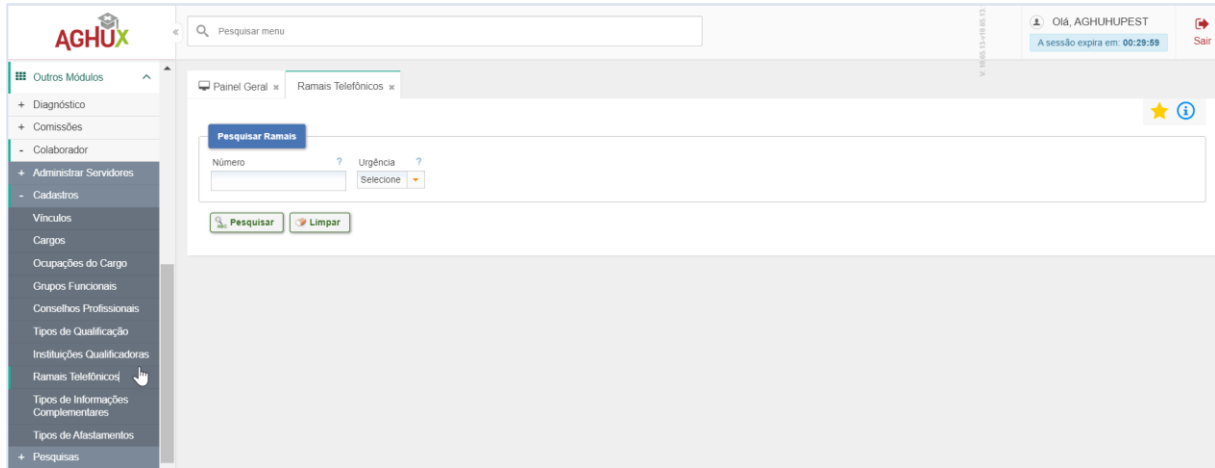 AGHUX
«
Pesquisar menu
Olá, AGHUHUPEST
A sessão expira em: 00:29:59
Sair
Outros Módulos
+ Diagnóstico
+ Comissões
- Colaborador
+ Administrar Servidores
- Cadastros
Vínculos
Cargos
Ocupações do Cargo
Grupos Funcionais
Conselhos Profissionais
Tipos de Qualificação
Instituições Qualificadoras
Ramais Telefônicos
Tipos de Informações
Complementares
Tipos de Afastamentos
+ Pesquisas
Painel Geral × Ramais Telefônicos ×
Pesquisar Ramais
Número ? Urgência ?
Selecione
Pesquisar Limpar